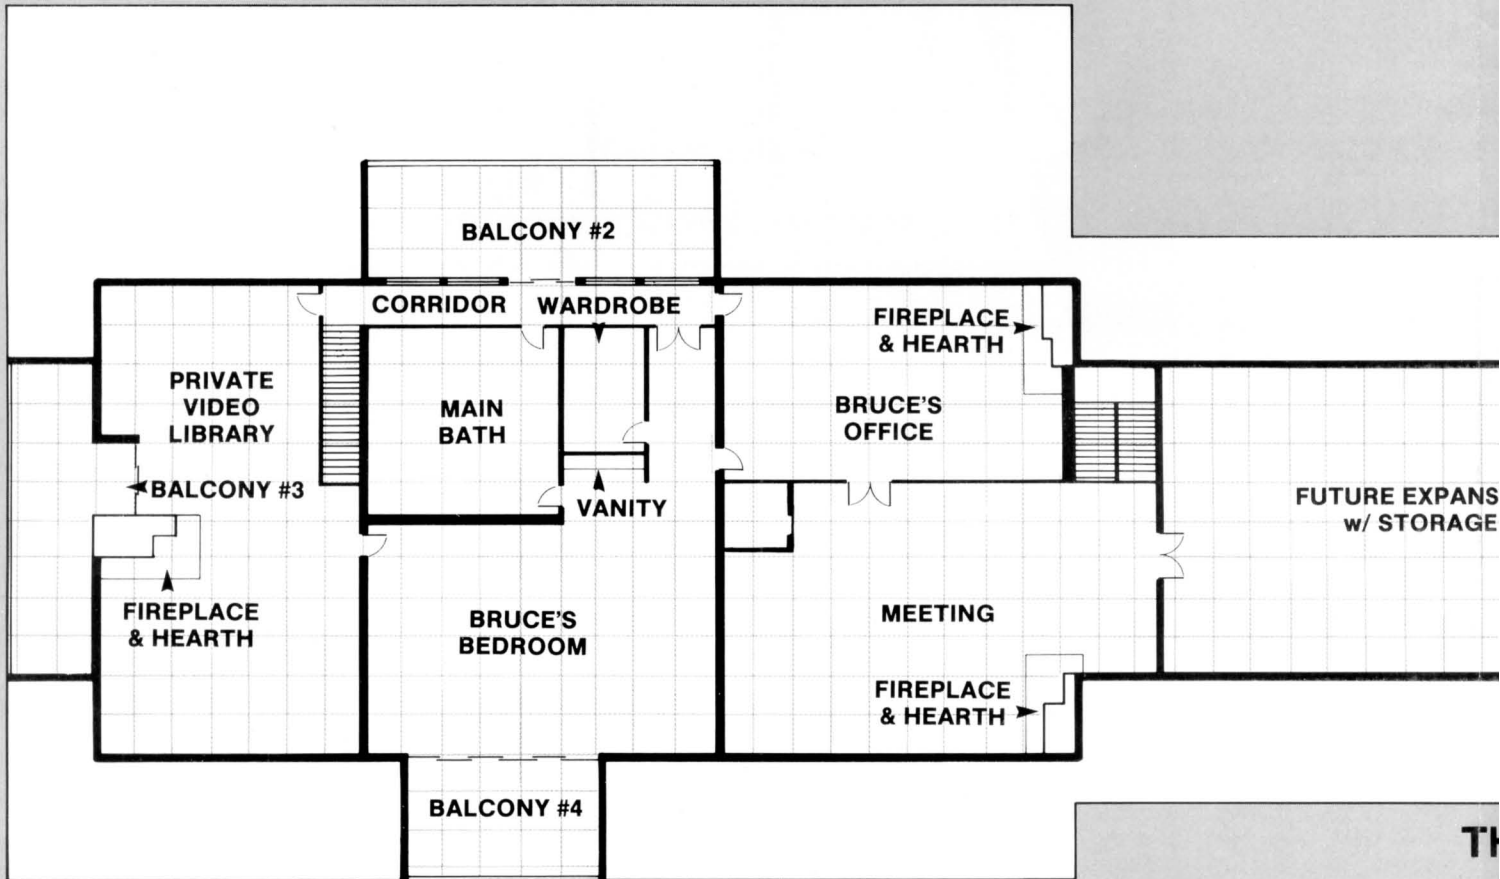 BALCONY #2
CORRIDOR
WARDROBE
FIREPLACE
& HEARTH
PRIVATE
VIDEO
LIBRARY
MAIN
BATH
BRUCE'S
OFFICE
BALCONY #3
VANITY
FUTURE EXPANS
w/ STORAGE
FIREPLACE
& HEARTH
BRUCE'S
BEDROOM
MEETING
FIREPLACE
& HEARTH
BALCONY #4